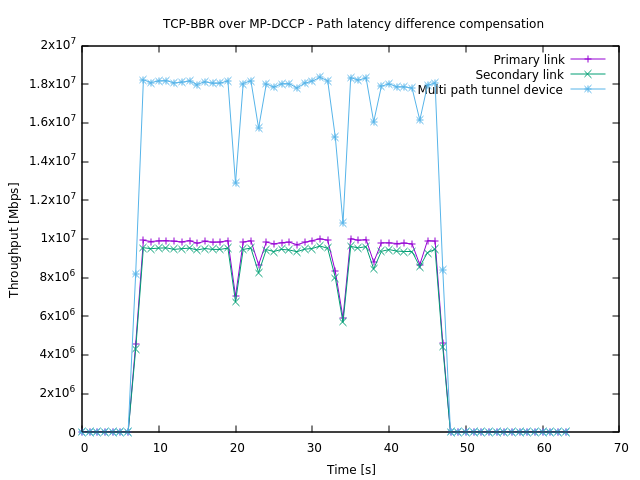 TCP-BBR over MP-DCCP - Path latency difference compensation
2x10⁷
1.8x10⁷
1.6x10⁷
1.4x10⁷
1.2x10⁷
1x10⁷
8x10⁶
6x10⁶
4x10⁶
2x10⁶
0
Throughput [Mbps]
Primary link
Secondary link
Multi path tunnel device
0 10 20 30 40 50 60 70
Time [s]